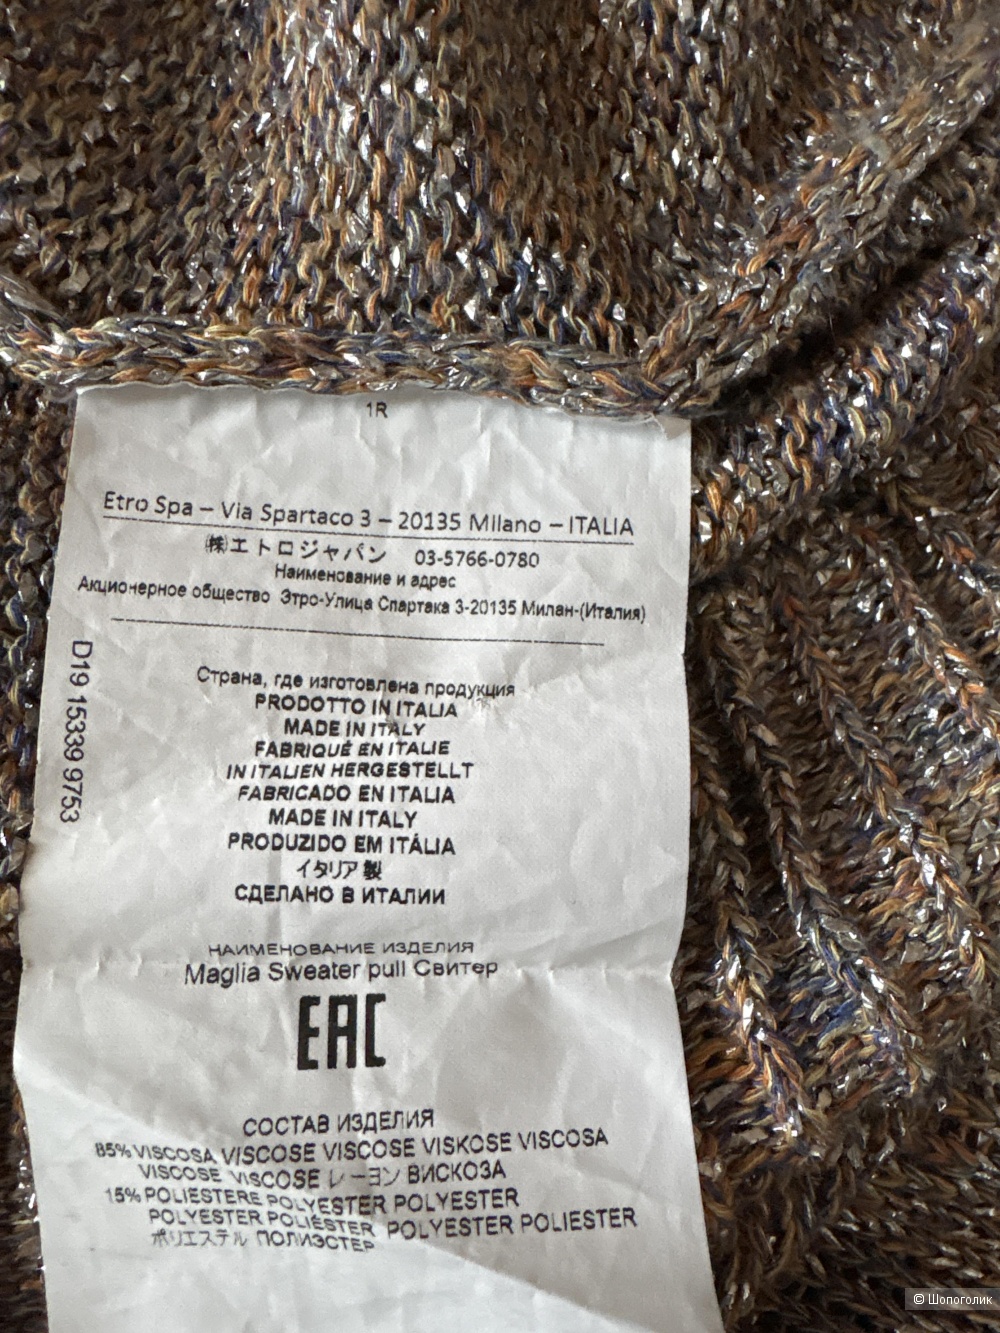 1R
Etro Spa – Via Spartaco 3 – 20135 Milano – ITALIA
㈱エトロジャパン 03-5766-0780
Наименование и адрес
Акционерное общество Этро-Улица Спартака 3-20135 Милан-(Италия)
D19 15339 9753
Страна, где изготовлена продукция
PRODOTTO IN ITALIA
MADE IN ITALY
FABRIQUÉ EN ITALIE
IN ITALIEN HERGESTELLT
FABRICADO EN ITALIA
MADE IN ITALY
PRODUZIDO EM ITÁLIA
イタリア製
СДЕЛАНО В ИТАЛИИ
НАИМЕНОВАНИЕ ИЗДЕЛИЯ
Maglia Sweater pull Свитер
EAC
СОСТАВ ИЗДЕЛИЯ
85% VISCOSA VISCOSE VISCOSE VISKOSE VISCOSA
VISCOSE VISCOSE レーヨン ВИСКОЗА
15% POLIESTERE POLYESTER POLYESTER
POLYESTER POLIÉSTER POLYESTER POLIESTER
ポリエステル ПОЛИЭСТЕР
© Шопоголик